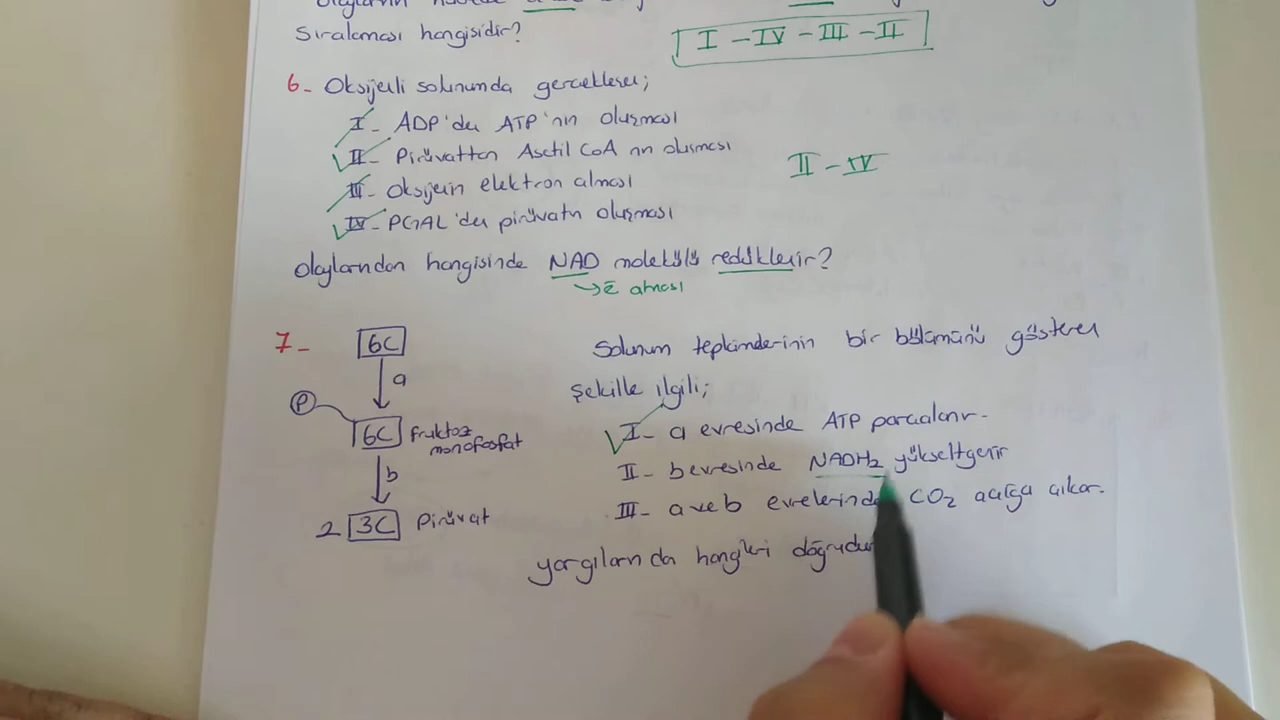 Sıralaması hangisidir?
I - IV - III - II
6- Oksijenli solunumda gerçekleşen;
I- ADP'den ATP'nin oluşması
II- Pirüvattan Asetil CoA nın oluşması
III- Oksijenin elektron alması
IV- PGAL'den pirüvatın oluşması
II - IV
olaylarından hangisinde NAD molekülü redüklenir?
→ē alması
7-
6C
a
P
6C fruktoz monofosfat
b
2 3C Pirüvat
Solunum tepkimelerinin bir bölümünü gösteren
şekille ilgili;
I- a evresinde ATP parçalanır.
II- b evresinde NADH2 yükseltgenir
III- a ve b evrelerinde CO2 açığa çıkar.
yargılarında hangileri